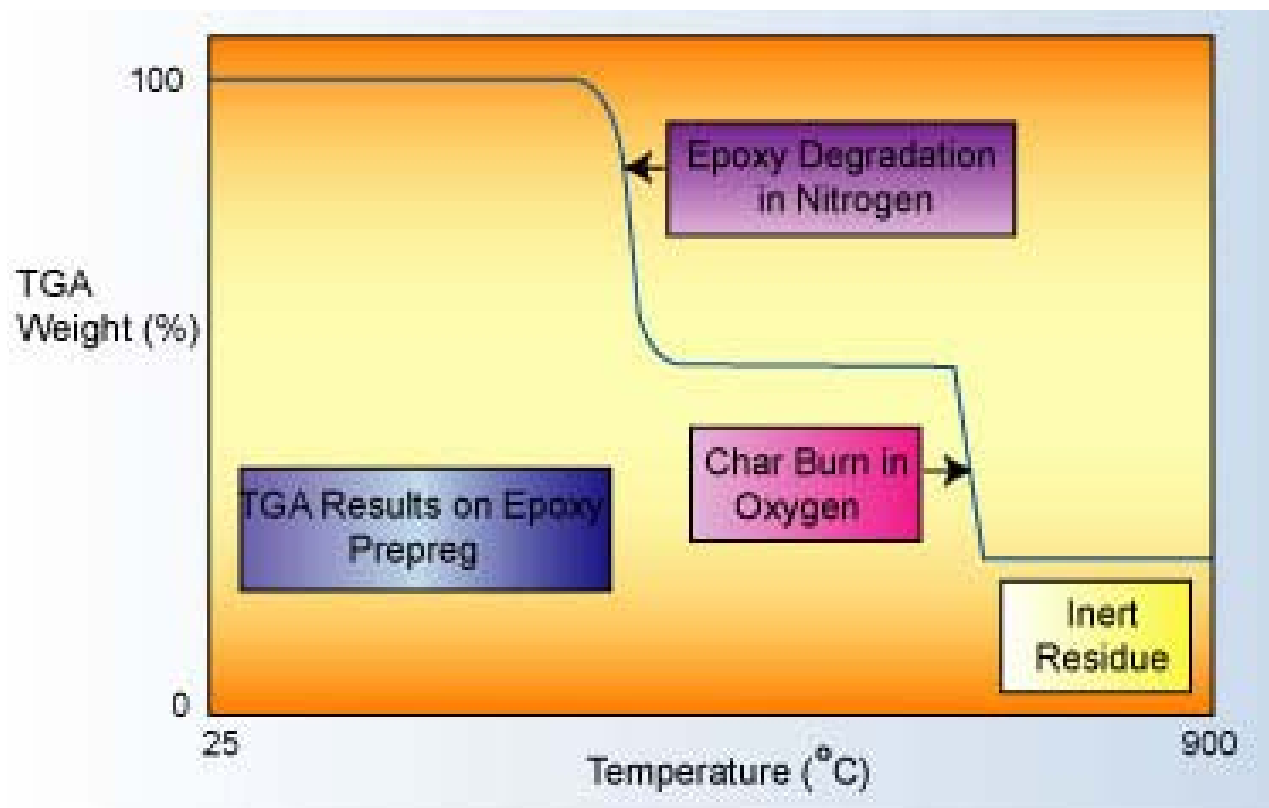 100
Epoxy Degradation
in Nitrogen
TGA
Weight (%)
Char Burn in
Oxygen
TGA Results on Epoxy
Prepreg
Inert
Residue
0
25
900
Temperature (°C)